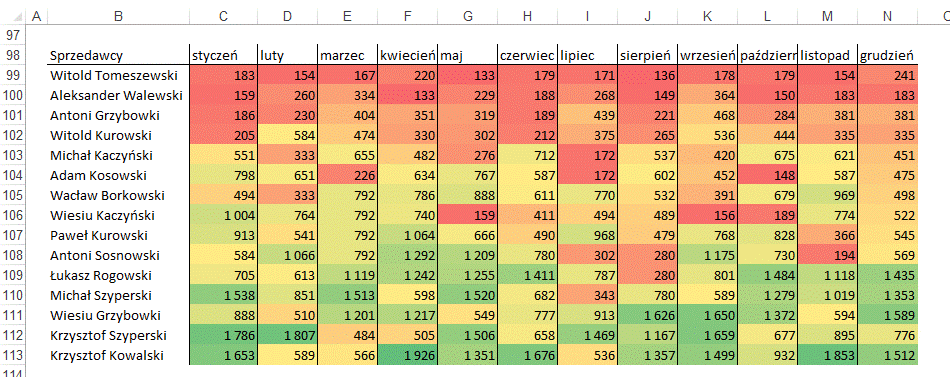 A B C D E F G H I J K L M N
97
98 Sprzedawcy styczeń luty marzec kwiecień maj czerwiec lipiec sierpień wrzesień październ listopad grudzień
99 Witold Tomeszewski 183 154 167 220 133 179 171 136 178 179 154 241
100 Aleksander Walewski 159 260 334 133 229 188 268 149 364 150 183 183
101 Antoni Grzybowki 186 230 404 351 319 189 439 221 468 284 381 381
102 Witold Kurowski 205 584 474 330 302 212 375 265 536 444 335 335
103 Michał Kaczyński 551 333 655 482 276 712 172 537 420 675 621 451
104 Adam Kosowski 798 651 226 634 767 587 172 602 452 148 587 475
105 Wacław Borkowski 494 333 792 786 888 611 770 532 391 679 969 498
106 Wiesiu Kaczyński 1 004 764 792 740 159 411 494 489 156 189 774 522
107 Paweł Kurowski 913 541 792 1 064 666 490 968 479 768 828 366 545
108 Antoni Sosnowski 584 1 066 792 1 292 1 209 780 302 280 1 175 730 194 569
109 Łukasz Rogowski 705 613 1 119 1 242 1 255 1 411 787 280 801 1 484 1 118 1 435
110 Michał Szyperski 1 538 851 1 513 598 1 520 682 343 780 589 1 279 1 019 1 353
111 Wiesiu Grzybowki 888 510 1 201 1 217 549 777 913 1 626 1 650 1 372 594 1 589
112 Krzysztof Szyperski 1 786 1 807 484 505 1 506 658 1 469 1 167 1 665 677 895 776
113 Krzysztof Kowalski 1 653 589 566 1 926 1 351 1 676 536 1 357 1 499 932 1 853 1 512